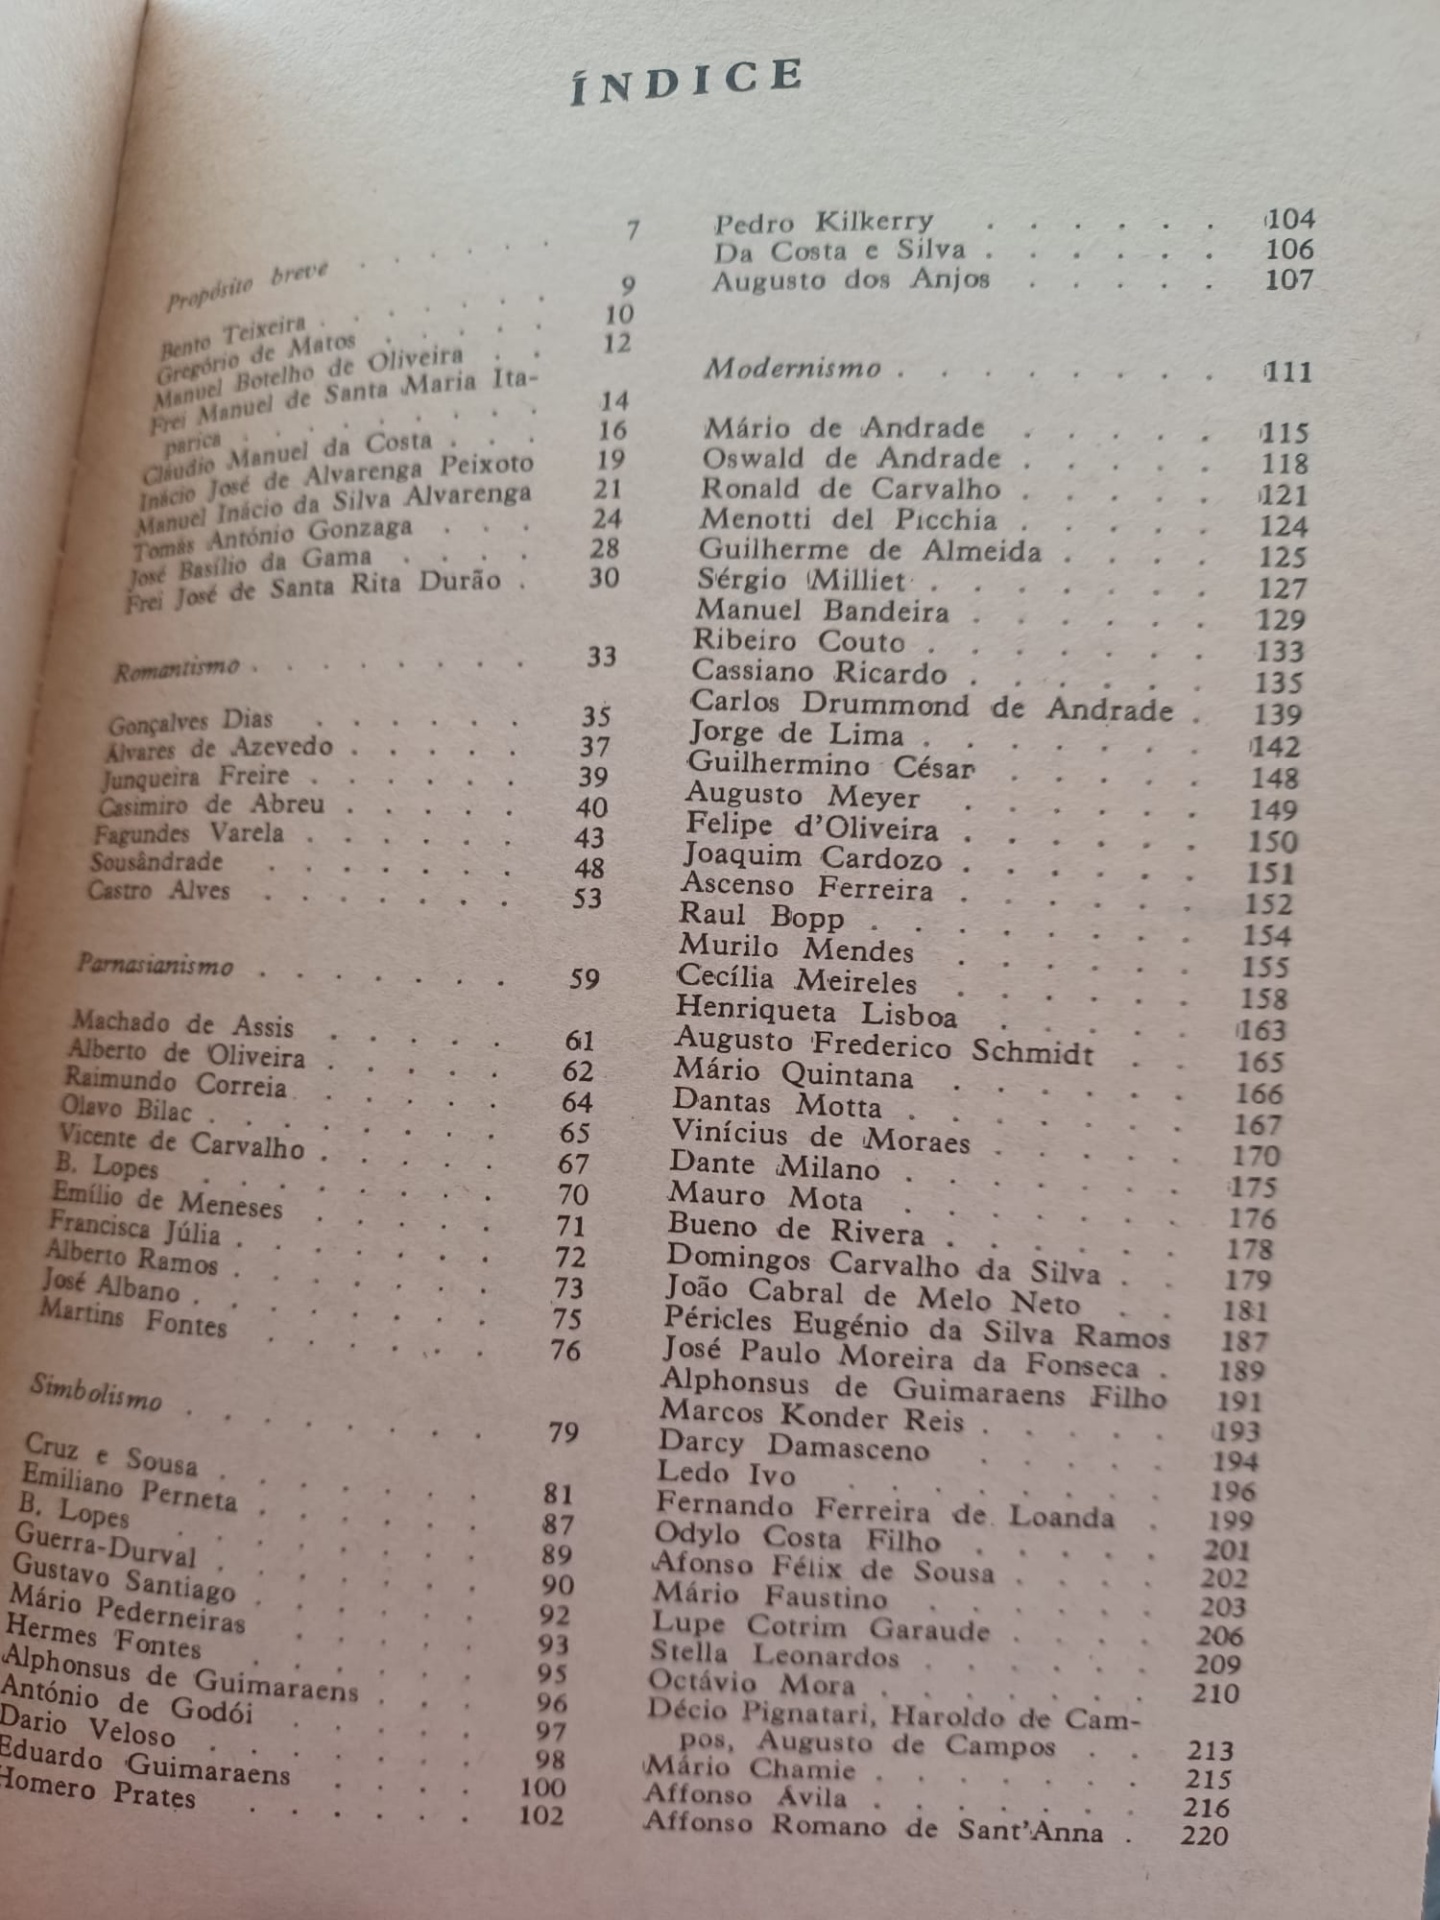 ÍNDICE
Propósito breve . . . . . . 7
Bento Teixeira . . . . . . 9
Gregório de Matos . . . . . 10
Manuel Botelho de Oliveira . . 12
Frei Manuel de Santa Maria Ita-
parica . . . . . . . . 14
Cláudio Manuel da Costa . . . 16
Inácio José de Alvarenga Peixoto 19
Manuel Inácio da Silva Alvarenga 21
Tomás António Gonzaga . . . 24
José Basílio da Gama . . . . 28
Frei José de Santa Rita Durão . 30
Romantismo . . . . . . . 33
Gonçalves Dias . . . . . . 35
Álvares de Azevedo . . . . . 37
Junqueira Freire . . . . . . 39
Casimiro de Abreu . . . . . 40
Fagundes Varela . . . . . . 43
Sousândrade . . . . . . . 48
Castro Alves . . . . . . . 53
Parnasianismo . . . . . . . 59
Machado de Assis . . . . . 61
Alberto de Oliveira . . . . . 62
Raimundo Correia . . . . . 64
Olavo Bilac . . . . . . . . 65
Vicente de Carvalho . . . . . 67
B. Lopes . . . . . . . . 70
Emílio de Meneses . . . . . 71
Francisca Júlia . . . . . . . 72
Alberto Ramos . . . . . . . 73
José Albano . . . . . . . . 75
Martins Fontes . . . . . . 76
Simbolismo . . . . . . . . 79
Cruz e Sousa . . . . . . . 81
Emiliano Perneta . . . . . . 87
B. Lopes . . . . . . . . 89
Guerra-Durval . . . . . . . 90
Gustavo Santiago . . . . . . 92
Mário Pederneiras . . . . . 93
Hermes Fontes . . . . . . 95
Alphonsus de Guimaraens . . . 96
António de Godói . . . . . 97
Dario Veloso . . . . . . . 98
Eduardo Guimaraens . . . . 100
Homero Prates . . . . . . 102
Pedro Kilkerry . . . . . . 104
Da Costa e Silva . . . . . . 106
Augusto dos Anjos . . . . . 107
Modernismo . . . . . . . . 111
Mário de Andrade . . . . . 115
Oswald de Andrade . . . . . 118
Ronald de Carvalho . . . . . 121
Menotti del Picchia . . . . . 124
Guilherme de Almeida . . . . 125
Sérgio Milliet . . . . . . . 127
Manuel Bandeira . . . . . . 129
Ribeiro Couto . . . . . . . 133
Cassiano Ricardo . . . . . . 135
Carlos Drummond de Andrade . 139
Jorge de Lima . . . . . . . 142
Guilhermino César . . . . . 148
Augusto Meyer . . . . . . 149
Felipe d'Oliveira . . . . . . 150
Joaquim Cardozo . . . . . . 151
Ascenso Ferreira . . . . . . 152
Raul Bopp . . . . . . . . 154
Murilo Mendes . . . . . . 155
Cecília Meireles . . . . . . 158
Henriqueta Lisboa . . . . . 163
Augusto Frederico Schmidt . . 165
Mário Quintana . . . . . . 166
Dantas Motta . . . . . . . 167
Vinícius de Moraes . . . . . 170
Dante Milano . . . . . . . 175
Mauro Mota . . . . . . . 176
Bueno de Rivera . . . . . . 178
Domingos Carvalho da Silva . . 179
João Cabral de Melo Neto . . 181
Péricles Eugénio da Silva Ramos 187
José Paulo Moreira da Fonseca . 189
Alphonsus de Guimaraens Filho 191
Marcos Konder Reis . . . . . 193
Darcy Damasceno . . . . . 194
Ledo Ivo . . . . . . . . 196
Fernando Ferreira de Loanda . 199
Odylo Costa Filho . . . . . 201
Afonso Félix de Sousa . . . . 202
Mário Faustino . . . . . . 203
Lupe Cotrim Garaude . . . . 206
Stella Leonardos . . . . . . 209
Octávio Mora . . . . . . . 210
Décio Pignatari, Haroldo de Cam-
pos, Augusto de Campos . . 213
Mário Chamie . . . . . . . 215
Affonso Ávila . . . . . . . 216
Affonso Romano de Sant'Anna . 220